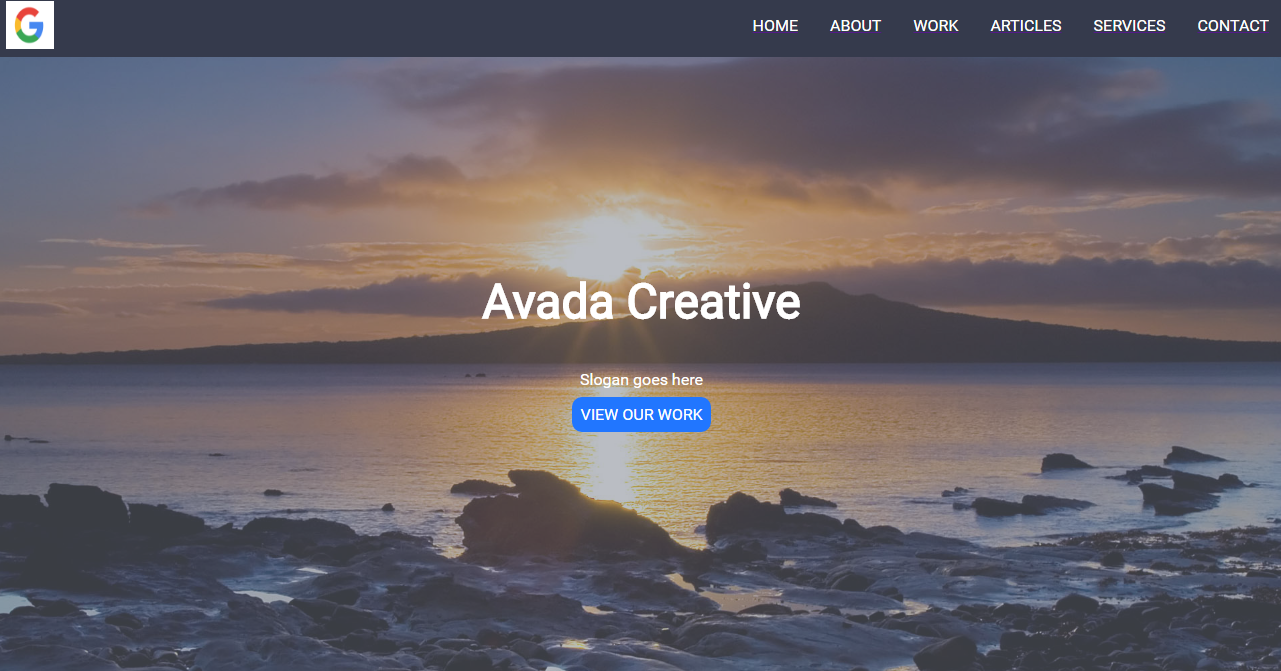 G
HOME ABOUT WORK ARTICLES SERVICES CONTACT
Avada Creative
Slogan goes here
VIEW OUR WORK